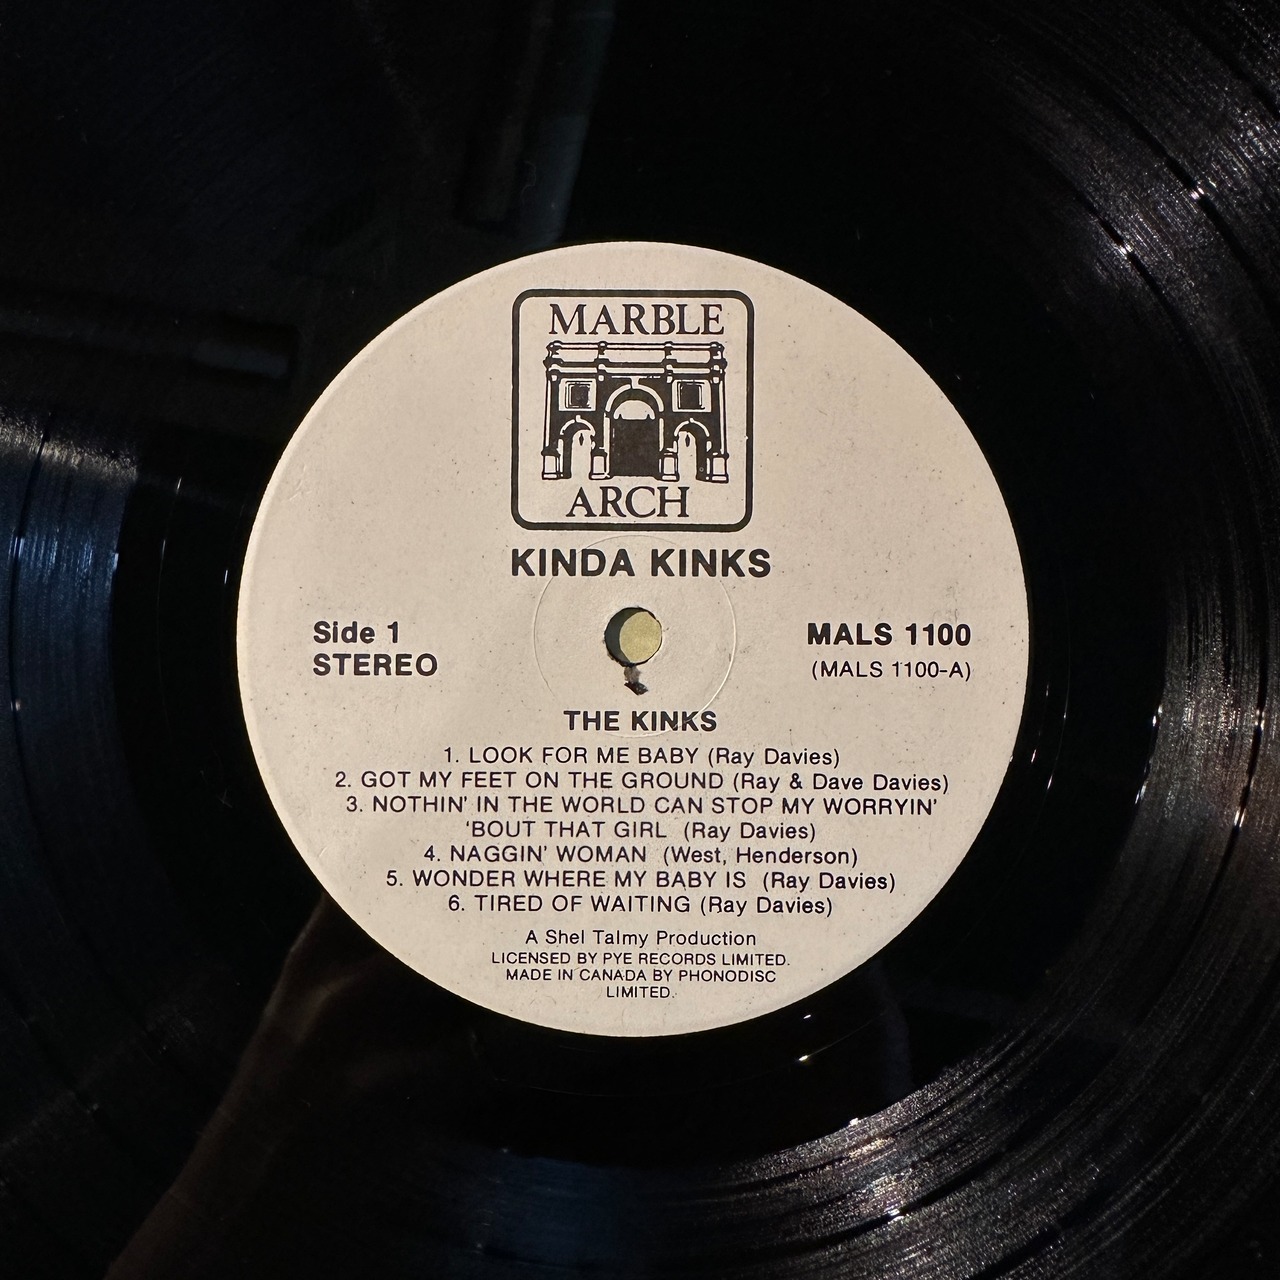 MARBLE
ARCH
KINDA KINKS
Side 1
STEREO
MALS 1100
(MALS 1100-A)
THE KINKS
1. LOOK FOR ME BABY (Ray Davies)
2. GOT MY FEET ON THE GROUND (Ray & Dave Davies)
3. NOTHIN' IN THE WORLD CAN STOP MY WORRYIN'
'BOUT THAT GIRL (Ray Davies)
4. NAGGIN' WOMAN (West, Henderson)
5. WONDER WHERE MY BABY IS (Ray Davies)
6. TIRED OF WAITING (Ray Davies)
A Shel Talmy Production
LICENSED BY PYE RECORDS LIMITED.
MADE IN CANADA BY PHONODISC
LIMITED.